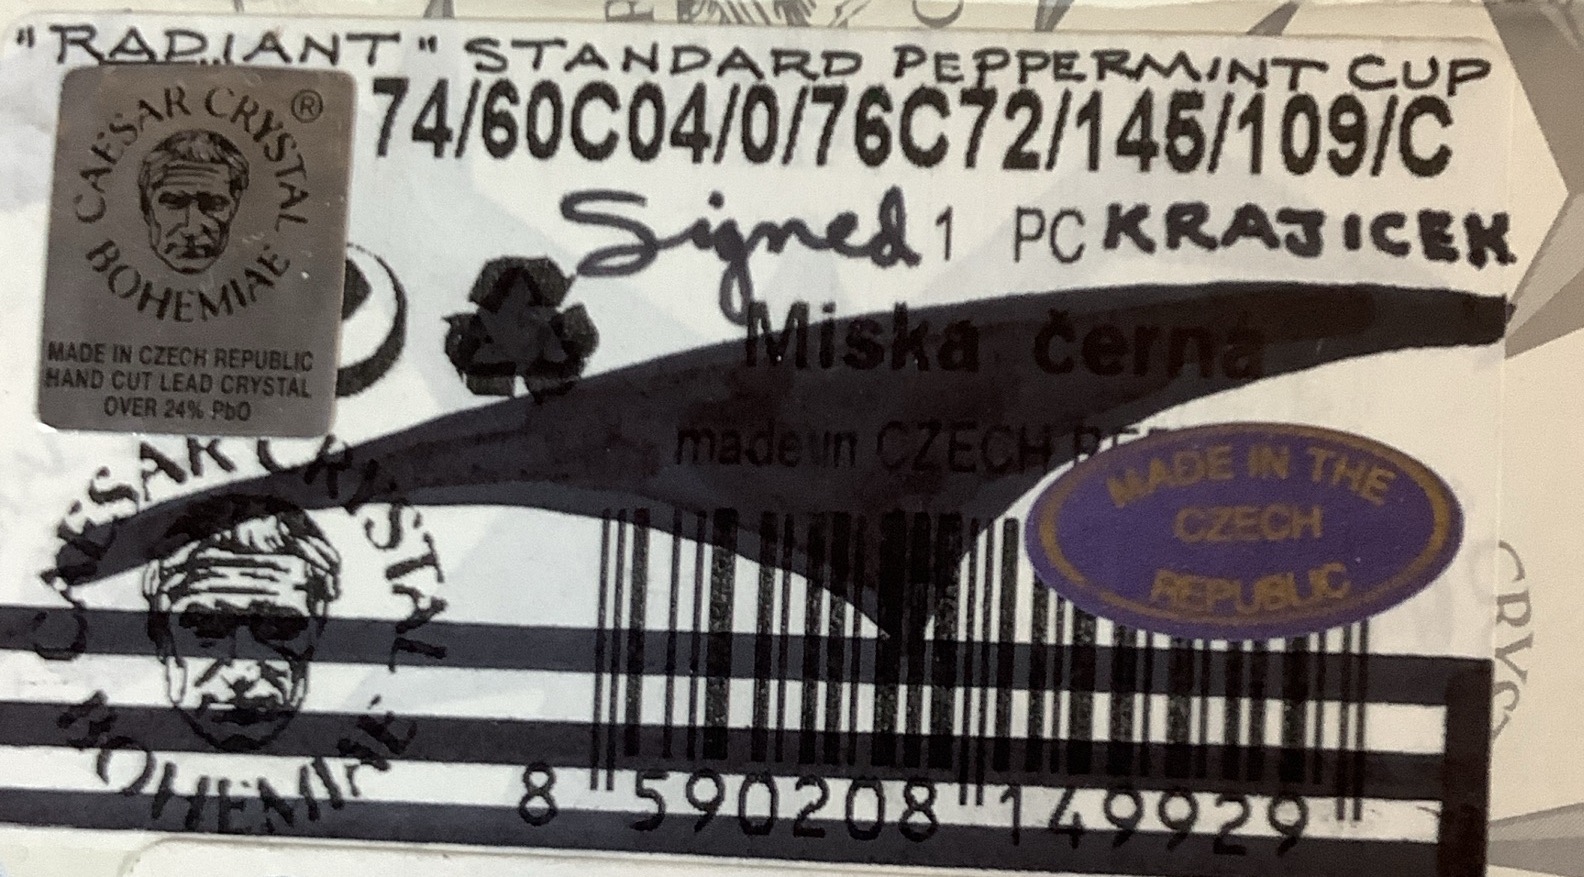 "RADIANT" STANDARD PEPPERMINT CUP
CAESAR CRYSTAL ®
BOHEMIAE
MADE IN CZECH REPUBLIC
HAND CUT LEAD CRYSTAL
OVER 24% PbO
74/60C04/0/76C72/145/109/C
Signed 1 PC KRAJICEK
Miska černá
made in CZECH
MADE IN THE
CZECH
REPUBLIC
CAESAR CRYSTAL
BOHEMIAE
8 590208 149929